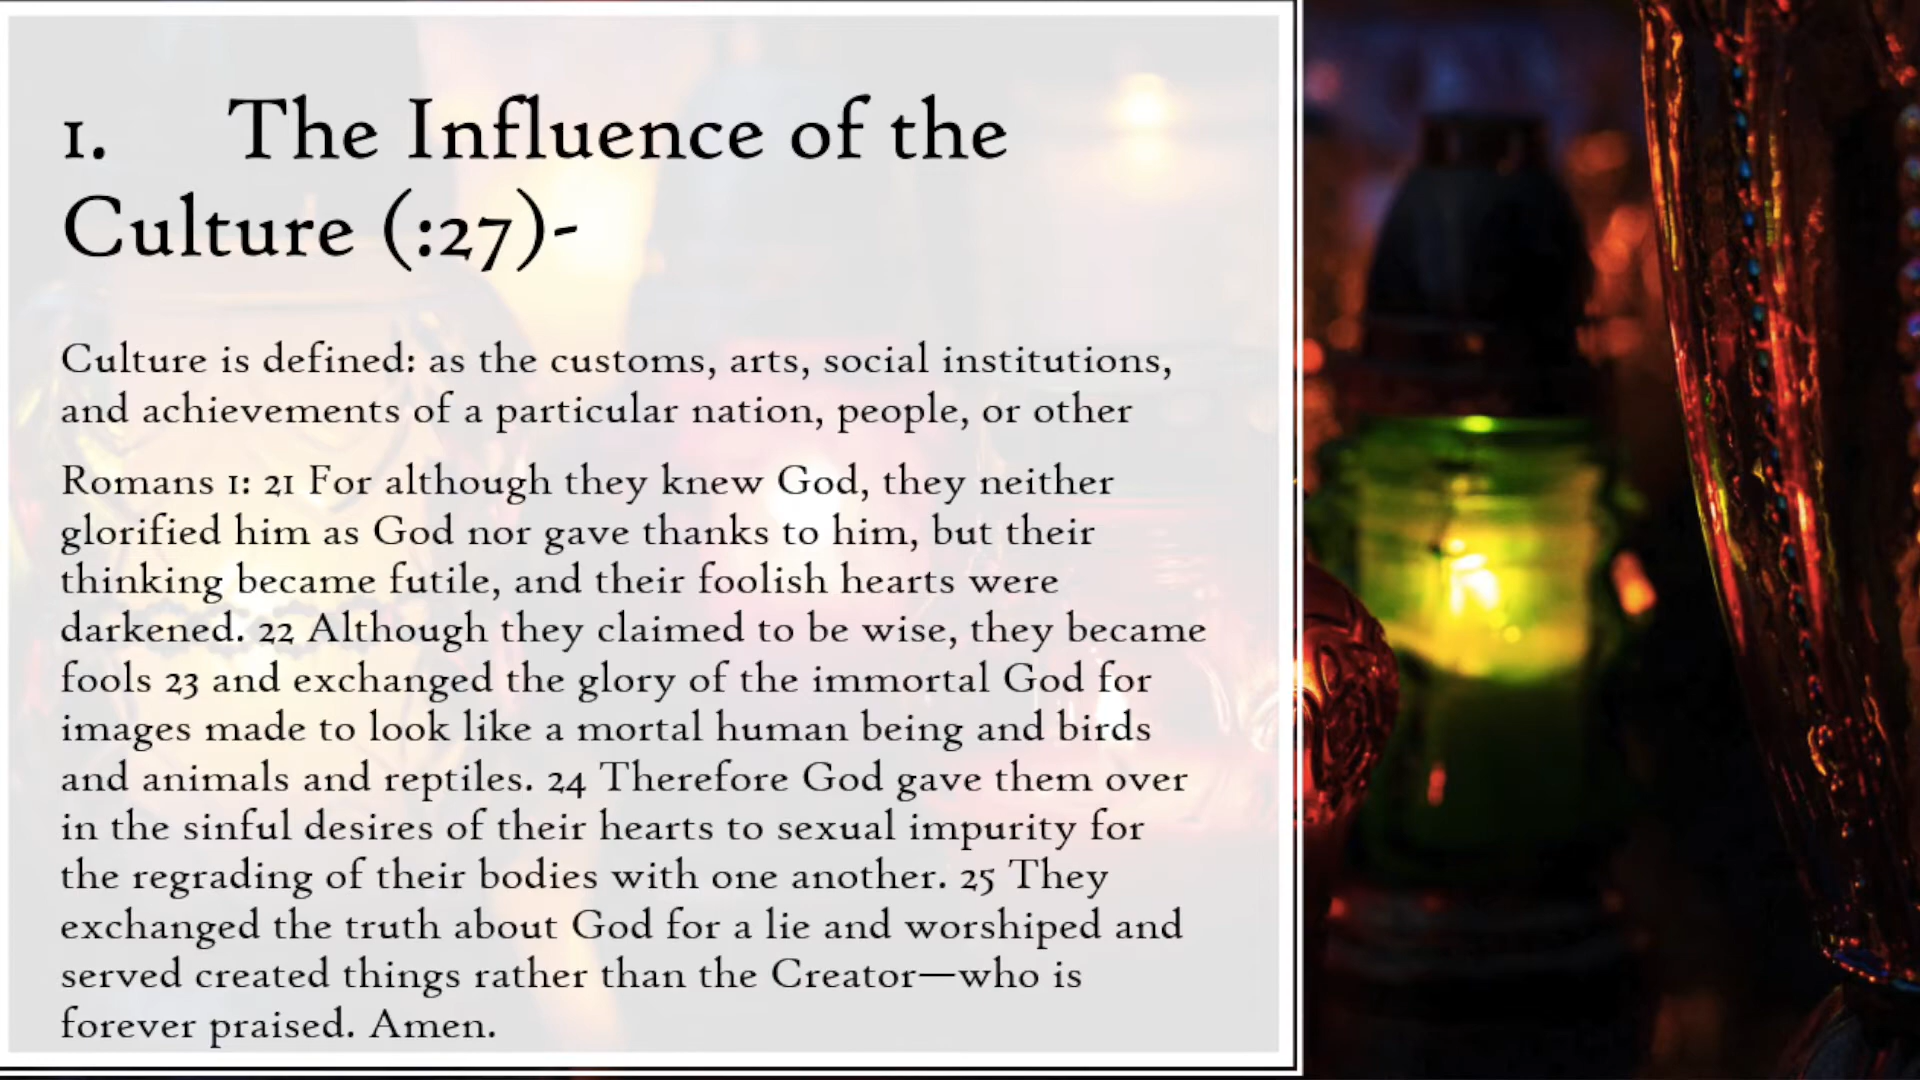 1. The Influence of the
Culture (:27)-
Culture is defined: as the customs, arts, social institutions,
and achievements of a particular nation, people, or other
Romans 1: 21 For although they knew God, they neither
glorified him as God nor gave thanks to him, but their
thinking became futile, and their foolish hearts were
darkened. 22 Although they claimed to be wise, they became
fools 23 and exchanged the glory of the immortal God for
images made to look like a mortal human being and birds
and animals and reptiles. 24 Therefore God gave them over
in the sinful desires of their hearts to sexual impurity for
the regrading of their bodies with one another. 25 They
exchanged the truth about God for a lie and worshiped and
served created things rather than the Creator—who is
forever praised. Amen.